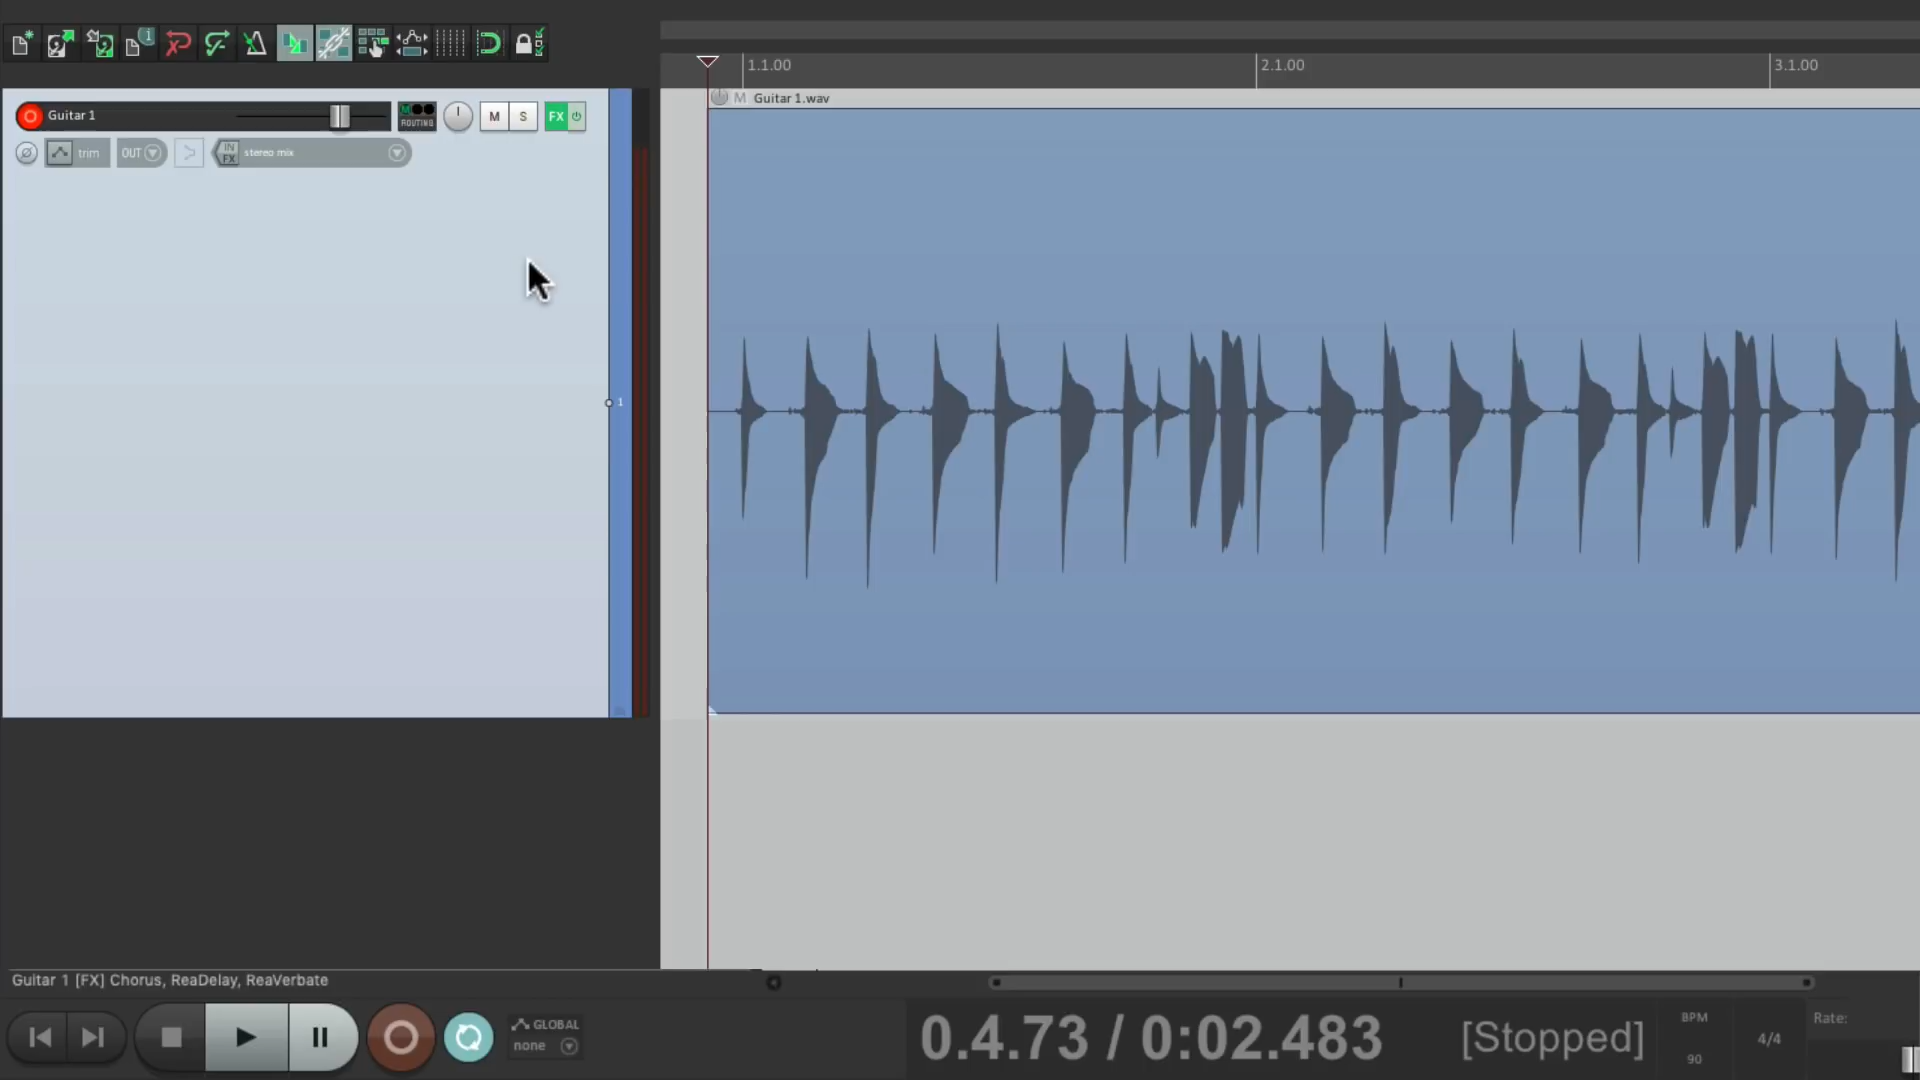 1.1.00
2.1.00
3.1.00
Guitar 1
ROUTING
M
S
FX
M
Guitar 1.wav
trim
OUT
IN
FX
stereo mix
1
Guitar 1 [FX] Chorus, ReaDelay, ReaVerbate
GLOBAL
none
0.4.73 / 0:02.483
[Stopped]
BPM
90
4/4
Rate: